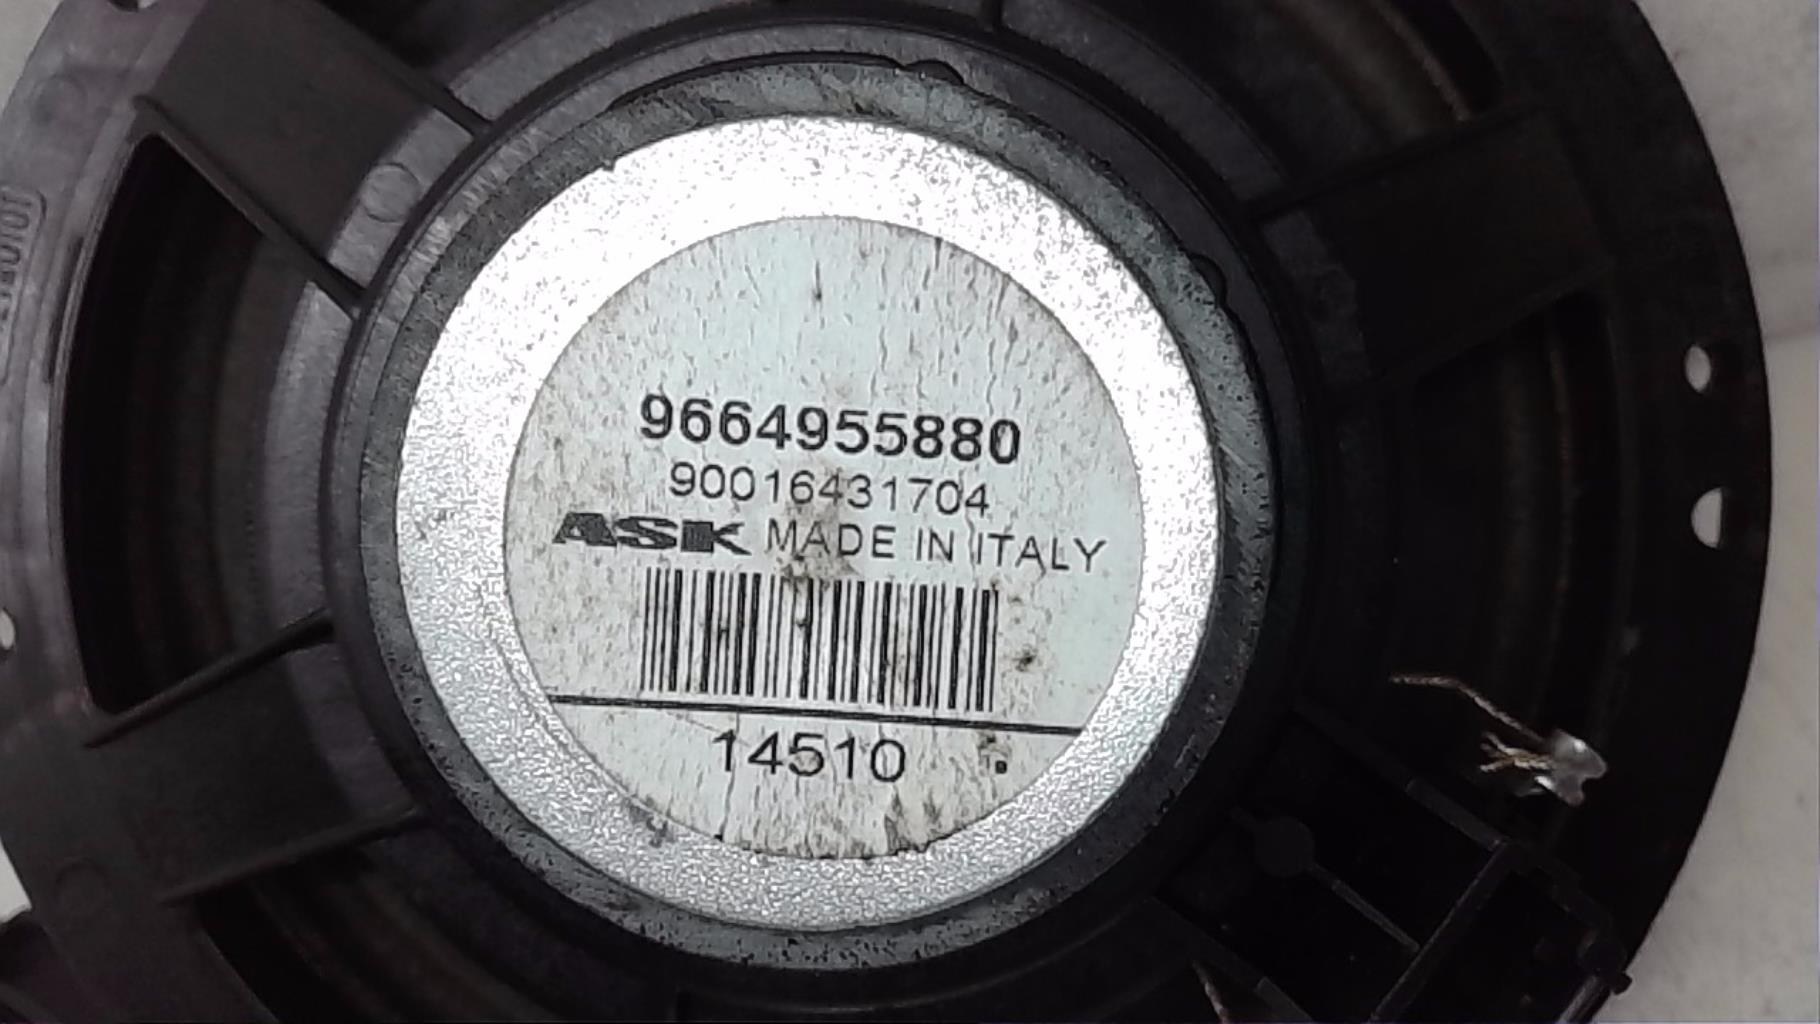 9664955880
90016431704
ASK MADE IN ITALY
14510 .